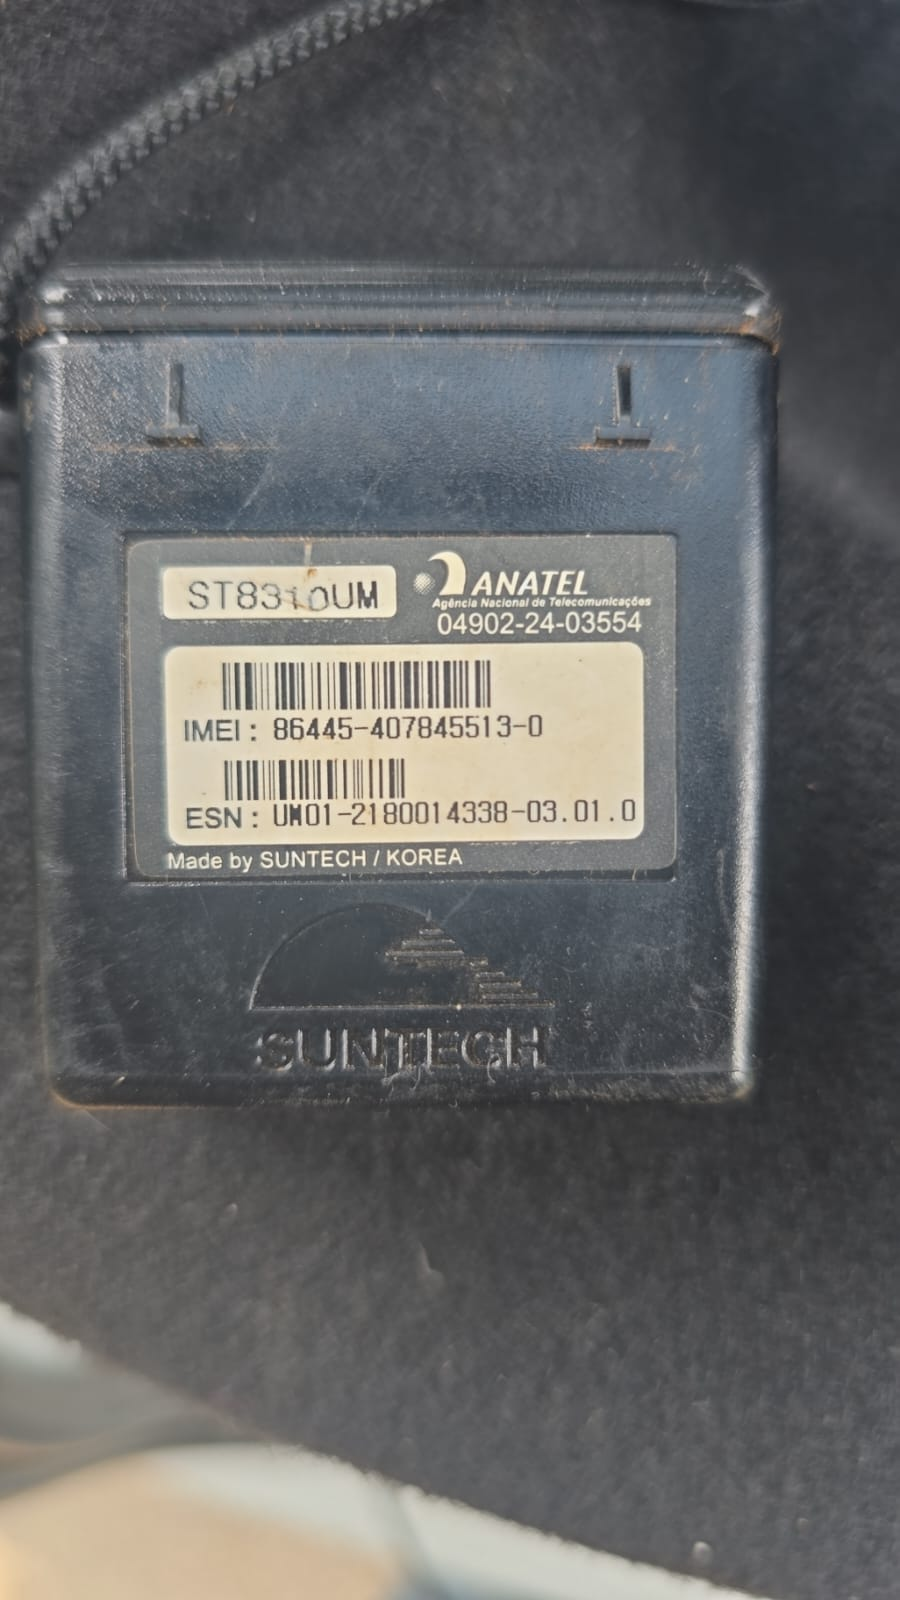 ST8310UM
ANATEL
Agência Nacional de Telecomunicações
04902-24-03554
IMEI : 86445-407845513-0
ESN : UM01-2180014338-03.01.0
Made by SUNTECH / KOREA
SUNTECH